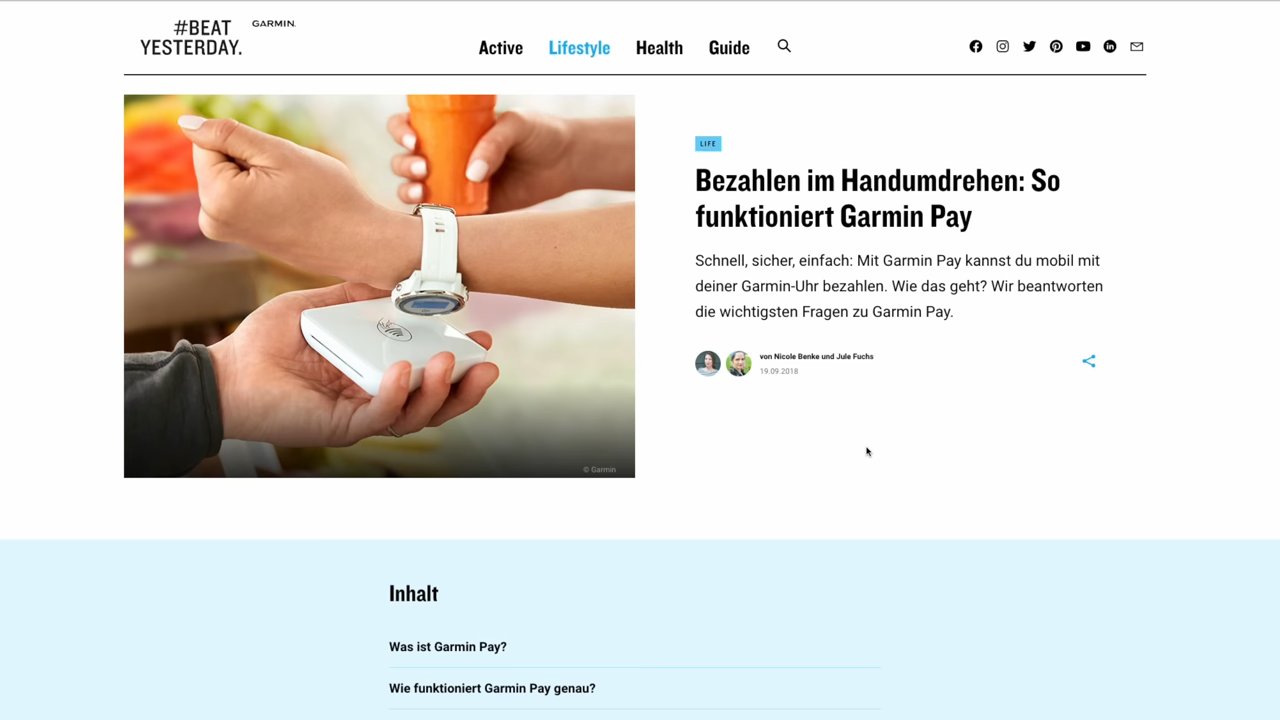 #BEAT
YESTERDAY.
GARMIN.
Active Lifestyle Health Guide
LIFE
Bezahlen im Handumdrehen: So
funktioniert Garmin Pay
Schnell, sicher, einfach: Mit Garmin Pay kannst du mobil mit
deiner Garmin-Uhr bezahlen. Wie das geht? Wir beantworten
die wichtigsten Fragen zu Garmin Pay.
von Nicole Benke und Jule Fuchs
19.09.2018
© Garmin
Inhalt
Was ist Garmin Pay?
Wie funktioniert Garmin Pay genau?